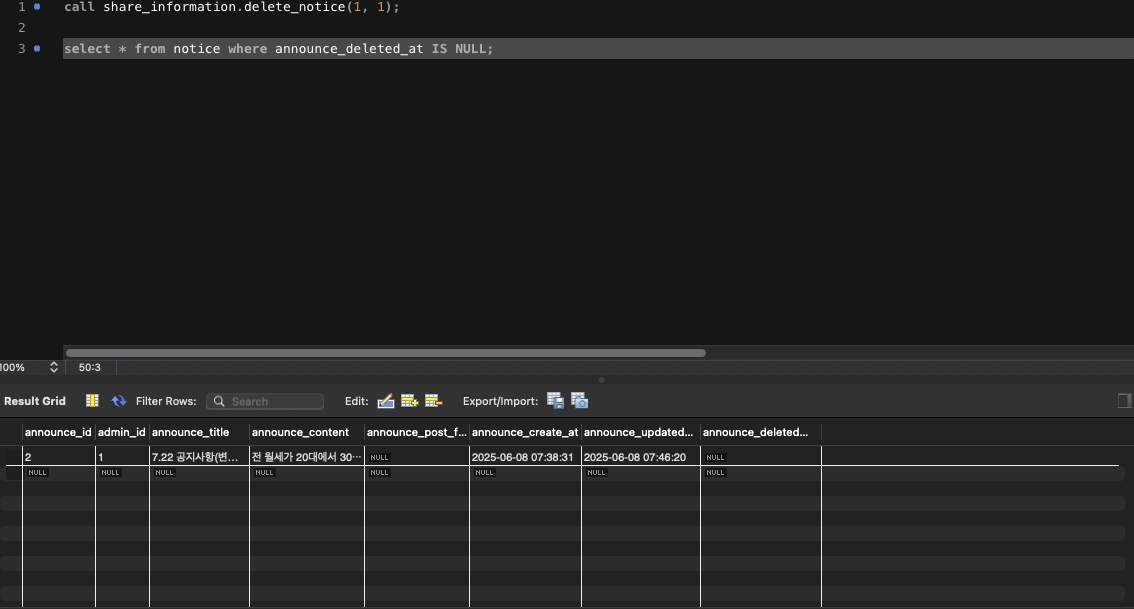 1 call share_information.delete_notice(1, 1);
2
3 select * from notice where announce_deleted_at IS NULL;
100% 50:3
Result Grid Filter Rows: Search Edit: Export/Import:
announce_id admin_id announce_title announce_content announce_post_f... announce_create_at announce_updated... announce_deleted...
2 1 7.22 공지사항(변... 전 월세가 20대에서 30... NULL 2025-06-08 07:38:31 2025-06-08 07:46:20 NULL
NULL NULL NULL NULL NULL NULL NULL NULL